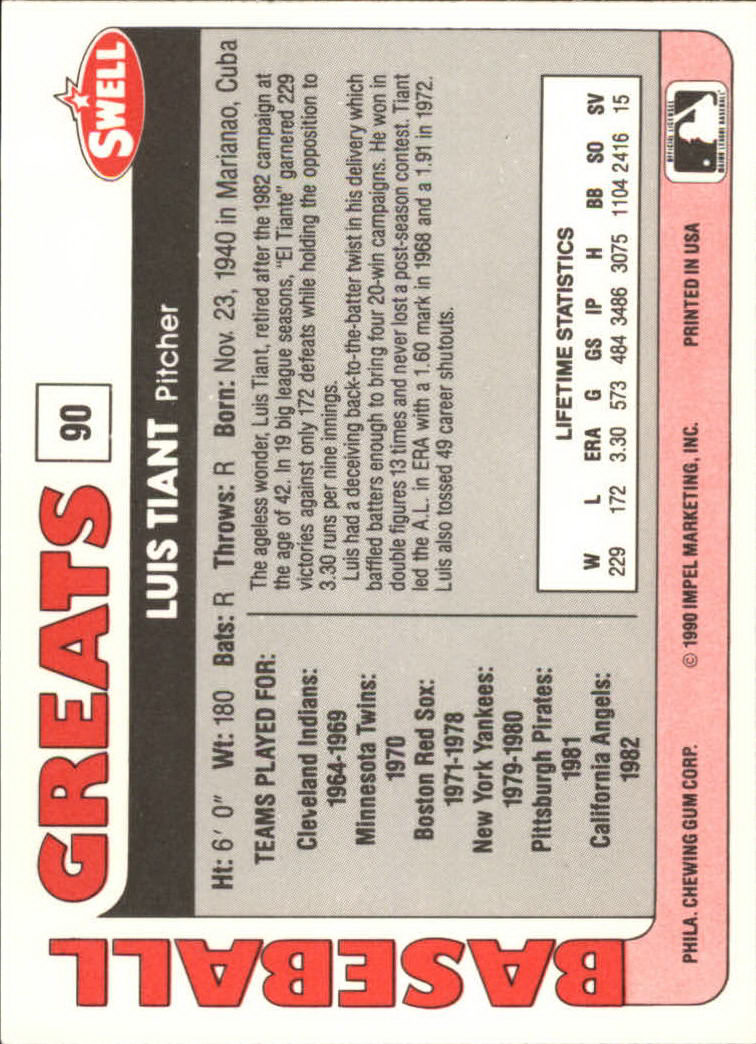 BASEBALL
GREATS
90
SWELL
LUIS TIANT Pitcher
Ht: 6' 0" Wt: 180 Bats: R Throws: R Born: Nov. 23, 1940 in Marianao, Cuba
TEAMS PLAYED FOR:
Cleveland Indians:
1964-1969
Minnesota Twins:
1970
Boston Red Sox:
1971-1978
New York Yankees:
1979-1980
Pittsburgh Pirates:
1981
California Angels:
1982
The ageless wonder, Luis Tiant, retired after the 1982 campaign at
the age of 42. In 19 big league seasons, "El Tiante" garnered 229
victories against only 172 defeats while holding the opposition to
3.30 runs per nine innings.
Luis had a deceiving back-to-the-batter twist in his delivery which
baffled batters enough to bring four 20-win campaigns. He won in
double figures 13 times and never lost a post-season contest. Tiant
led the A.L. in ERA with a 1.60 mark in 1968 and a 1.91 in 1972.
Luis also tossed 49 career shutouts.
LIFETIME STATISTICS
W L ERA G GS IP H BB SO SV
229 172 3.30 573 484 3486 3075 1104 2416 15
PHILA. CHEWING GUM CORP. © 1990 IMPEL MARKETING, INC. PRINTED IN USA
OFFICIAL LICENSEE
MAJOR LEAGUE BASEBALL